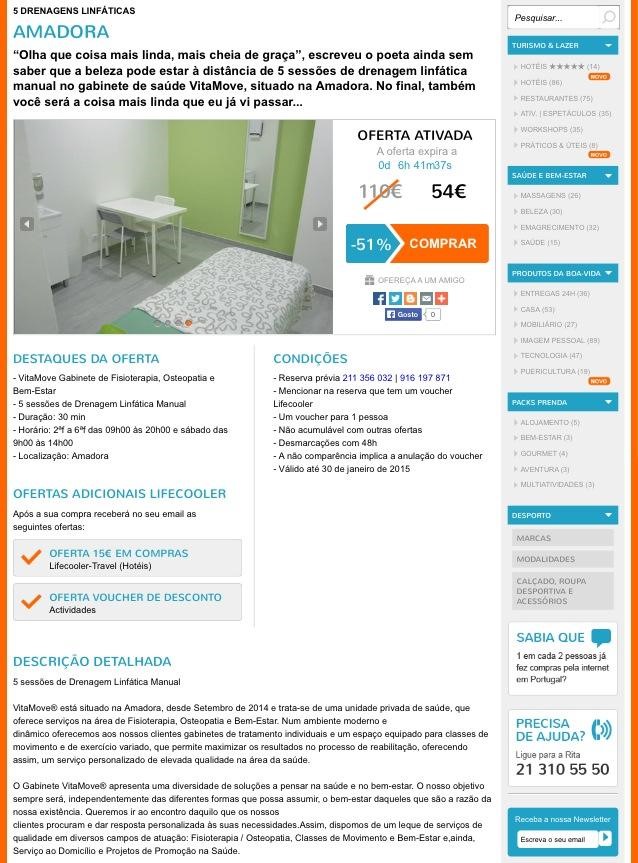 5 DRENAGENS LINFÁTICAS
AMADORA
“Olha que coisa mais linda, mais cheia de graça”, escreveu o poeta ainda sem
saber que a beleza pode estar à distância de 5 sessões de drenagem linfática
manual no gabinete de saúde VitaMove, situado na Amadora. No final, também
você será a coisa mais linda que eu já vi passar...
OFERTA ATIVADA
A oferta expira a
0d 6h 41m37s
110€ 54€
-51% COMPRAR
OFEREÇA A UM AMIGO
Gosto 0
DESTAQUES DA OFERTA
- VitaMove Gabinete de Fisioterapia, Osteopatia e
Bem-Estar
- 5 sessões de Drenagem Linfática Manual
- Duração: 30 min
- Horário: 2ªf a 6ªf das 09h00 às 20h00 e sábado das
9h00 às 14h00
- Localização: Amadora
CONDIÇÕES
- Reserva prévia 211 356 032 | 916 197 871
- Mencionar na reserva que tem um voucher
Lifecooler
- Um voucher para 1 pessoa
- Não acumulável com outras ofertas
- Desmarcações com 48h
- A não comparência implica a anulação do voucher
- Válido até 30 de janeiro de 2015
OFERTAS ADICIONAIS LIFECOOLER
Após a sua compra receberá no seu email as
seguintes ofertas:
OFERTA 15€ EM COMPRAS
Lifecooler-Travel (Hotéis)
OFERTA VOUCHER DE DESCONTO
Actividades
DESCRIÇÃO DETALHADA
5 sessões de Drenagem Linfática Manual
VitaMove® está situado na Amadora, desde Setembro de 2014 e trata-se de uma unidade privada de saúde, que
oferece serviços na área de Fisioterapia, Osteopatia e Bem-Estar. Num ambiente moderno e
dinâmico oferecemos aos nossos clientes gabinetes de tratamento individuais e um espaço equipado para classes de
movimento e de exercício variado, que permite maximizar os resultados no processo de reabilitação, oferecendo
assim, um serviço personalizado de elevada qualidade na área da saúde.
O Gabinete VitaMove® apresenta uma diversidade de soluções a pensar na saúde e no bem-estar. O nosso objetivo
sempre será, independentemente das diferentes formas que possa assumir, o bem-estar daqueles que são a razão da
nossa existência. Queremos ir ao encontro daquilo que os nossos
clientes procuram e dar resposta personalizada às suas necesidades.Assim, dispomos de um leque de serviços de
qualidade em diversos campos de atuação: Fisioterapia / Osteopatia, Classes de Movimento e Bem-Estar e,ainda,
Serviço ao Domicílio e Projetos de Promoção na Saúde.
Pesquisar...
TURISMO & LAZER
HOTÉIS ★★★★★ (14)
NOVO
HOTÉIS (86)
RESTAURANTES (75)
ATIV. | ESPETÁCULOS (35)
WORKSHOPS (35)
PRÁTICOS & ÚTEIS (8)
NOVO
SAÚDE E BEM-ESTAR
MASSAGENS (26)
BELEZA (30)
EMAGRECIMENTO (32)
SAÚDE (15)
PRODUTOS DA BOA-VIDA
ENTREGAS 24H (36)
CASA (53)
MOBILIÁRIO (27)
IMAGEM PESSOAL (89)
TECNOLOGIA (47)
PUERICULTURA (19)
NOVO
PACKS PRENDA
ALOJAMENTO (5)
BEM-ESTAR (3)
GOURMET (4)
AVENTURA (3)
MULTIATIVIDADES (3)
DESPORTO
MARCAS
MODALIDADES
CALÇADO, ROUPA
DESPORTIVA E
ACESSÓRIOS
SABIA QUE
1 em cada 2 pessoas já
fez compras pela internet
em Portugal?
PRECISA
DE AJUDA?
Ligue para a Rita
21 310 55 50
Receba a nossa Newsletter
Escreva o seu email